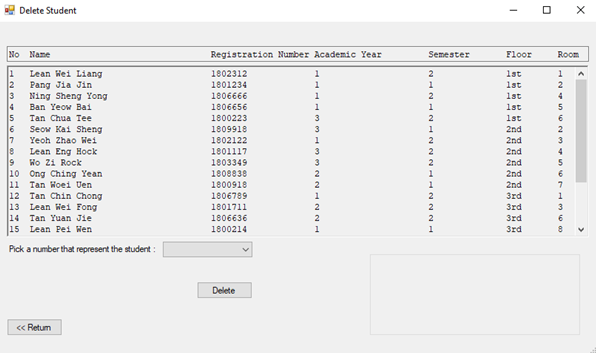 Delete Student
No Name Registration Number Academic Year Semester Floor Room
1 Lean Wei Liang 1802312 1 2 1st 1
2 Pang Jia Jin 1801234 1 1 1st 2
3 Ning Sheng Yong 1806666 1 2 1st 4
4 Ban Yeow Bai 1806656 1 1 1st 5
5 Tan Chua Tee 1800223 3 2 1st 6
6 Seow Kai Sheng 1809918 3 1 2nd 2
7 Yeoh Zhao Wei 1802122 1 2 2nd 3
8 Lean Eng Hock 1801117 3 2 2nd 4
9 Wo Zi Rock 1803349 3 2 2nd 5
10 Ong Ching Yean 1808838 2 1 2nd 6
11 Tan Woei Uen 1800918 2 1 2nd 7
12 Tan Chin Chong 1806789 1 2 3rd 1
13 Lean Wei Fong 1801711 2 2 3rd 3
14 Tan Yuan Jie 1806636 2 2 3rd 6
15 Lean Pei Wen 1800214 1 1 3rd 8
Pick a number that represent the student :
Delete
<< Return